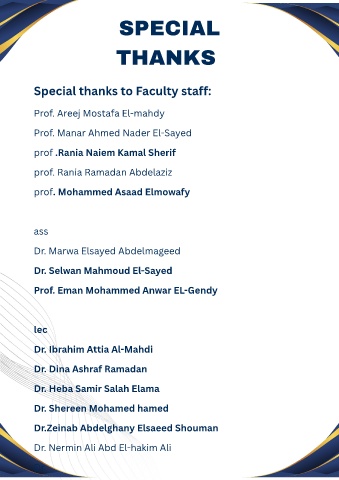 SPECIAL
THANKS
Special thanks to Faculty staff:
Prof. Areej Mostafa El-mahdy
Prof. Manar Ahmed Nader El-Sayed
prof .Rania Naiem Kamal Sherif
prof. Rania Ramadan Abdelaziz
prof. Mohammed Asaad Elmowafy
ass
Dr. Marwa Elsayed Abdelmageed
Dr. Selwan Mahmoud El-Sayed
Prof. Eman Mohammed Anwar EL-Gendy
lec
Dr. Ibrahim Attia Al-Mahdi
Dr. Dina Ashraf Ramadan
Dr. Heba Samir Salah Elama
Dr. Shereen Mohamed hamed
Dr.Zeinab Abdelghany Elsaeed Shouman
Dr. Nermin Ali Abd El-hakim Ali